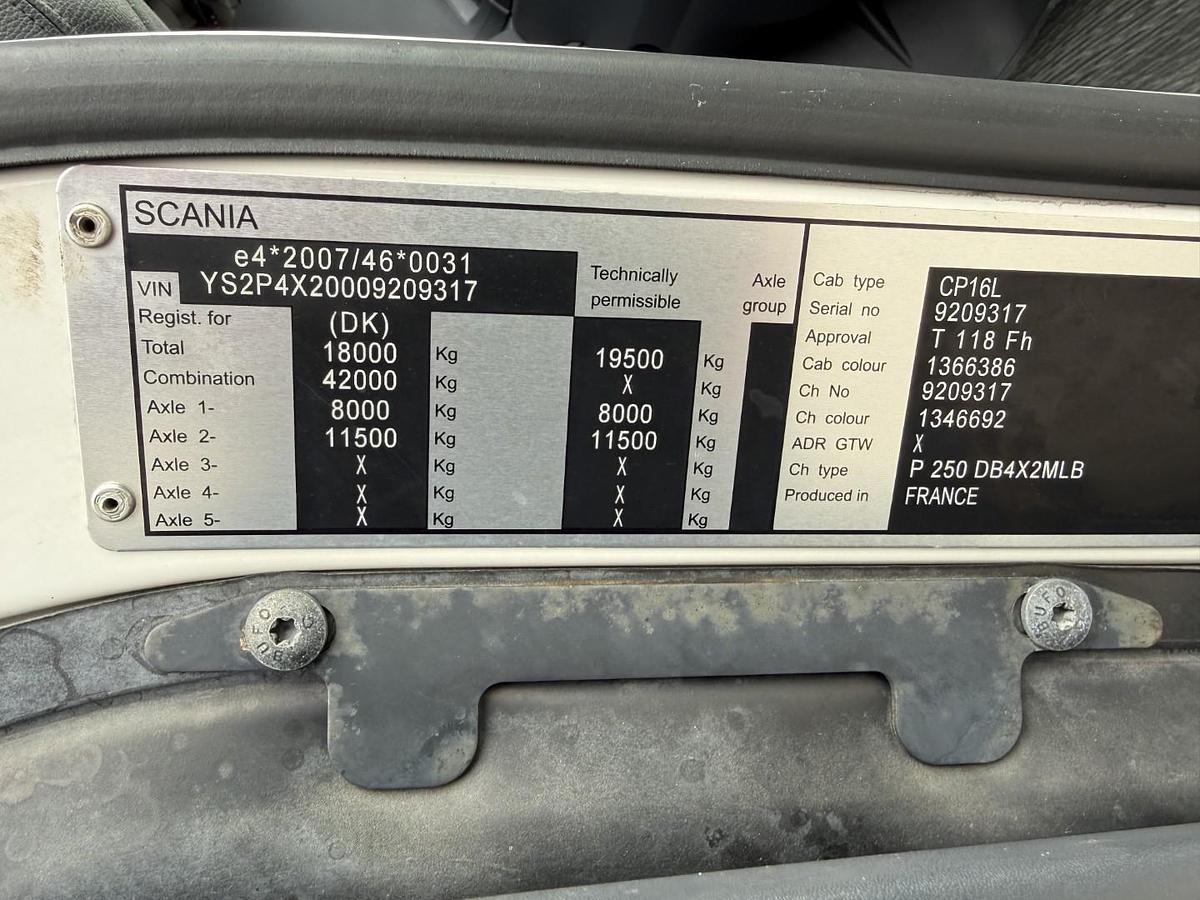 SCANIA
e4*2007/46*0031
VIN YS2P4X20009209317
Technically permissible
Axle group
Regist. for (DK)
Total 18000 Kg 19500 Kg
Combination 42000 Kg X Kg
Axle 1- 8000 Kg 8000 Kg
Axle 2- 11500 Kg 11500 Kg
Axle 3- X Kg X Kg
Axle 4- X Kg X Kg
Axle 5- X Kg X Kg
Cab type CP16L
Serial no 9209317
Approval T 118 Fh
Cab colour 1366386
Ch No 9209317
Ch colour 1346692
ADR GTW X
Ch type P 250 DB4X2MLB
Produced in FRANCE
BUFO
BUFO